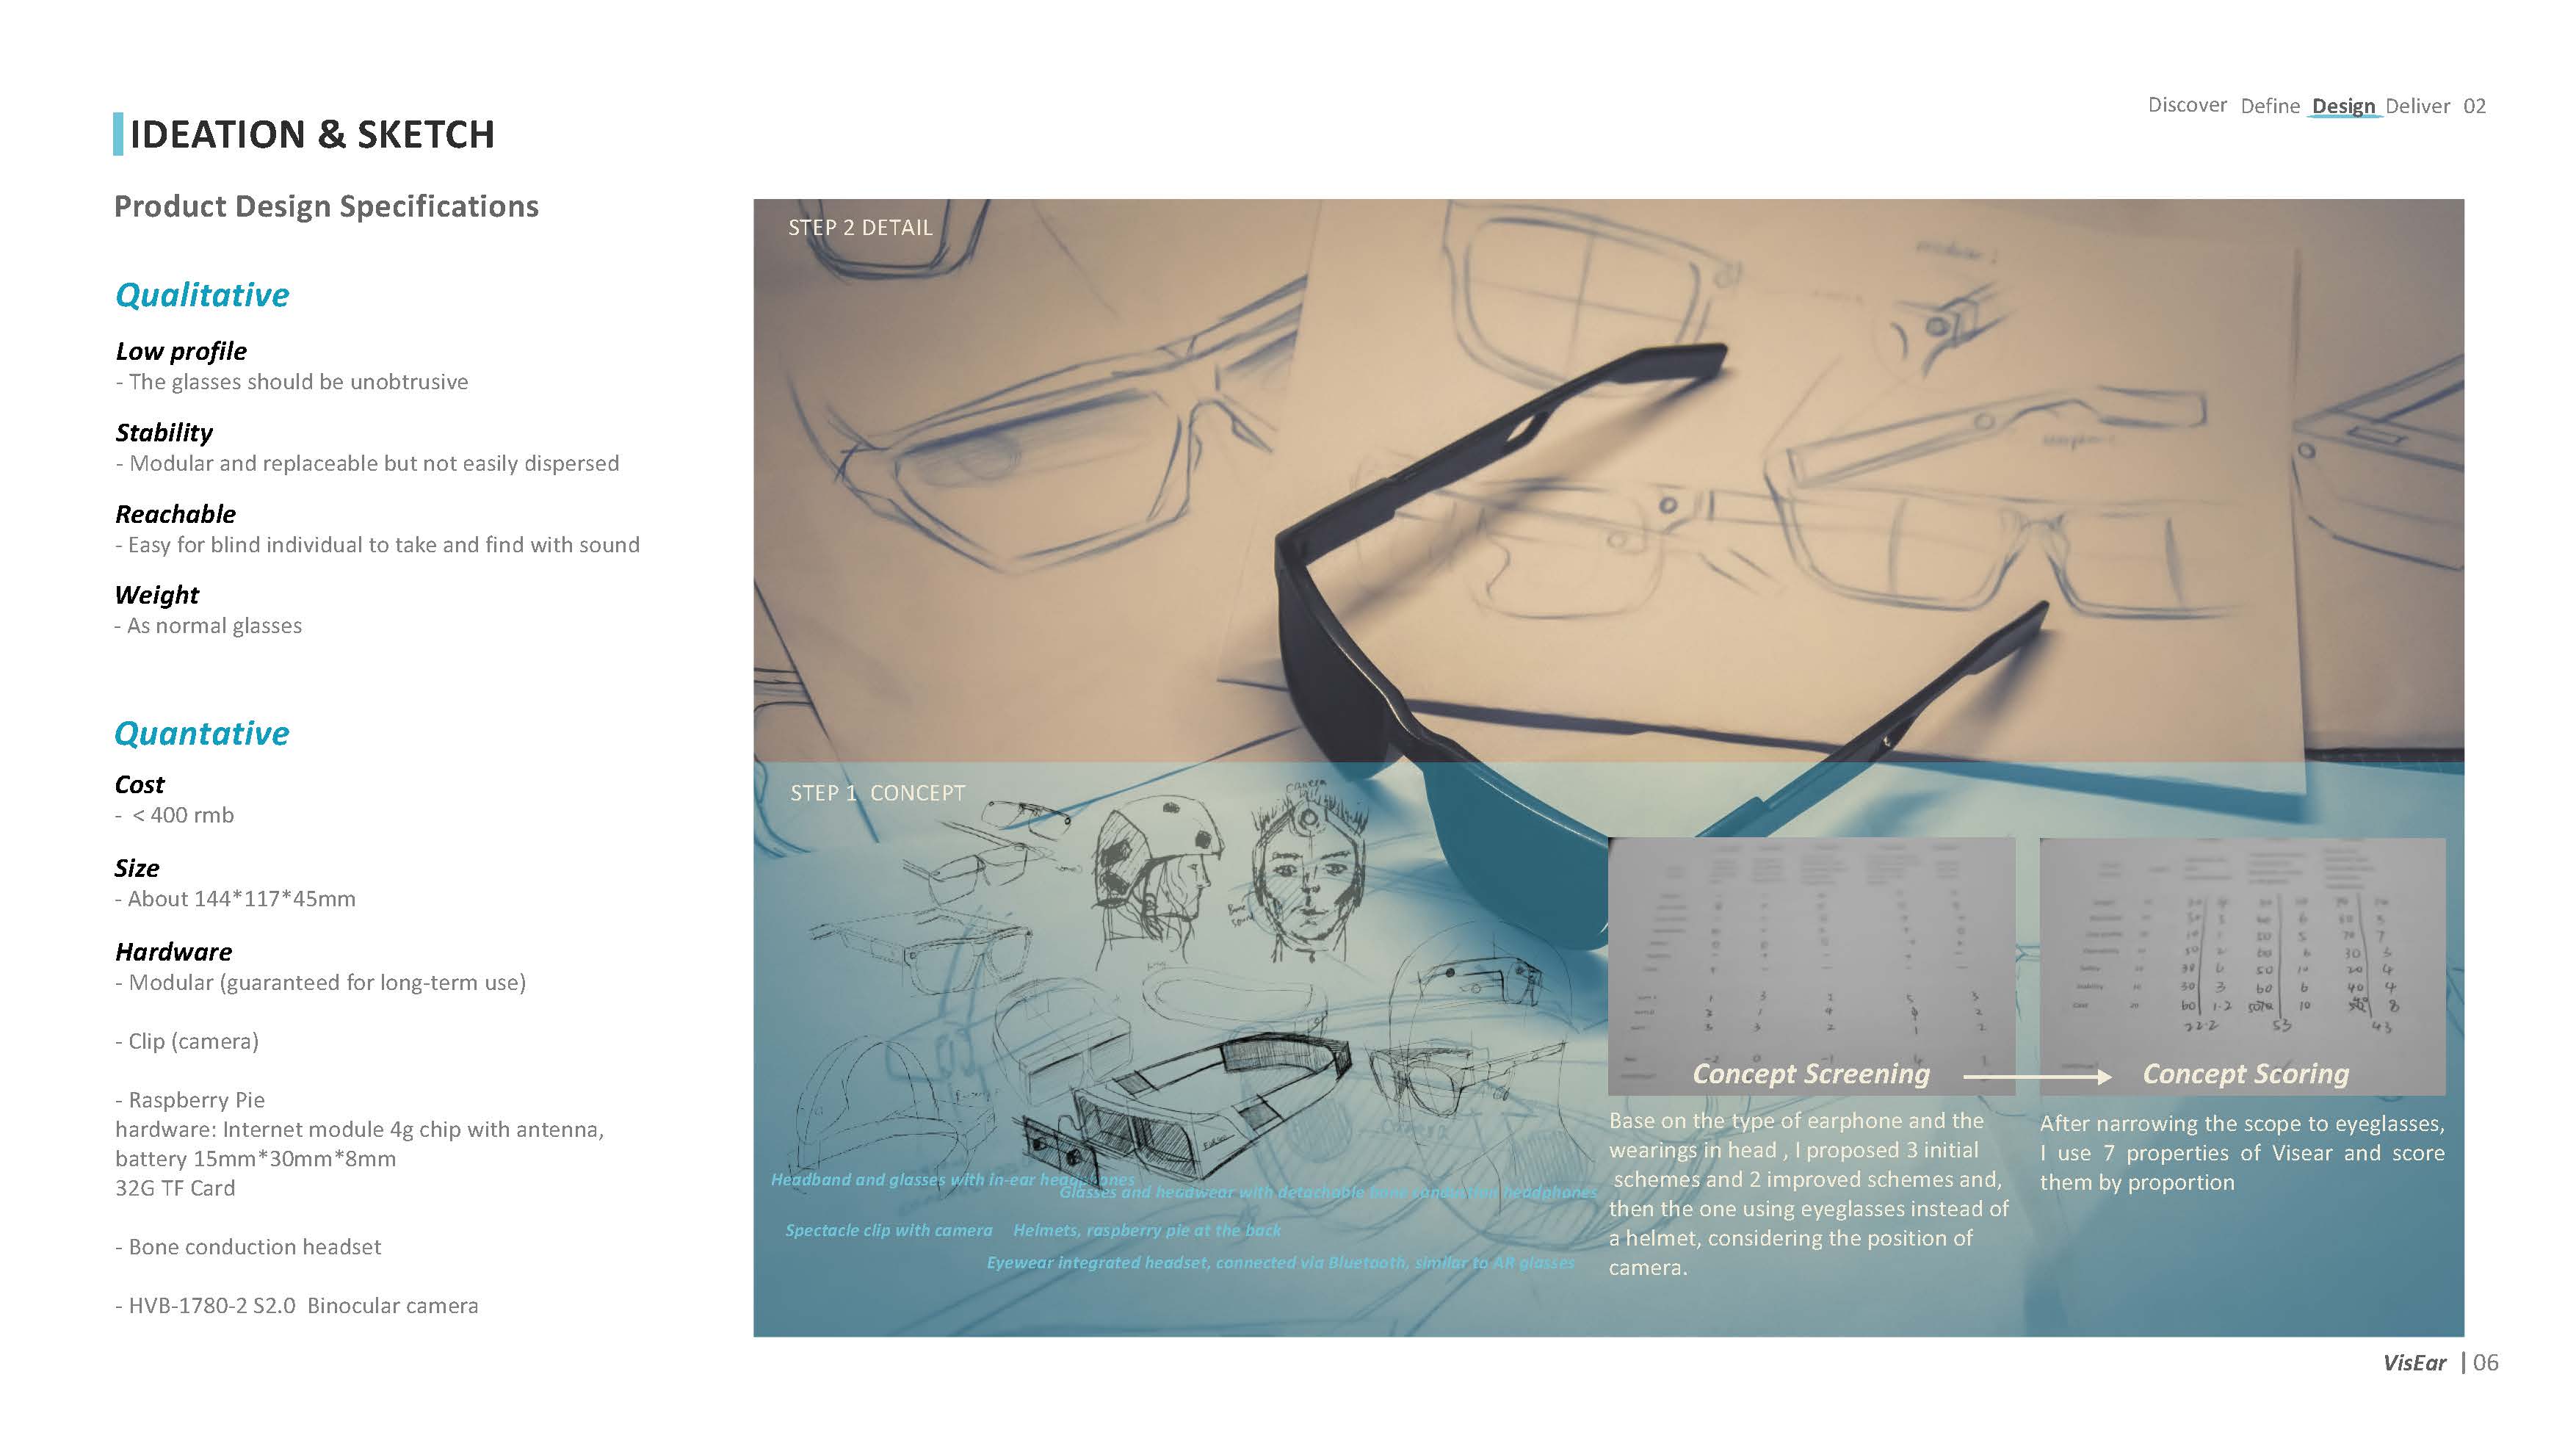 Discover Define Design Deliver 02
IDEATION & SKETCH
Product Design Specifications
Qualitative
Low profile
- The glasses should be unobtrusive
Stability
- Modular and replaceable but not easily dispersed
Reachable
- Easy for blind individual to take and find with sound
Weight
- As normal glasses
Quantative
Cost
- < 400 rmb
Size
- About 144*117*45mm
Hardware
- Modular (guaranteed for long-term use)
- Clip (camera)
- Raspberry Pie
hardware: Internet module 4g chip with antenna,
battery 15mm*30mm*8mm
32G TF Card
- Bone conduction headset
- HVB-1780-2 S2.0 Binocular camera
STEP 2 DETAIL
STEP 1 CONCEPT
Camera
Bone
sound
Headband and glasses with in-ear headphones
Glasses and headwear with detachable bone conduction headphones
Spectacle clip with camera
Helmets, raspberry pie at the back
Eyewear integrated headset, connected via Bluetooth, similar to AR glasses
Concept Screening
Base on the type of earphone and the
wearings in head , I proposed 3 initial
schemes and 2 improved schemes and,
then the one using eyeglasses instead of
a helmet, considering the position of
camera.
Concept Scoring
After narrowing the scope to eyeglasses,
I use 7 properties of Visear and score
them by proportion
VisEar | 06